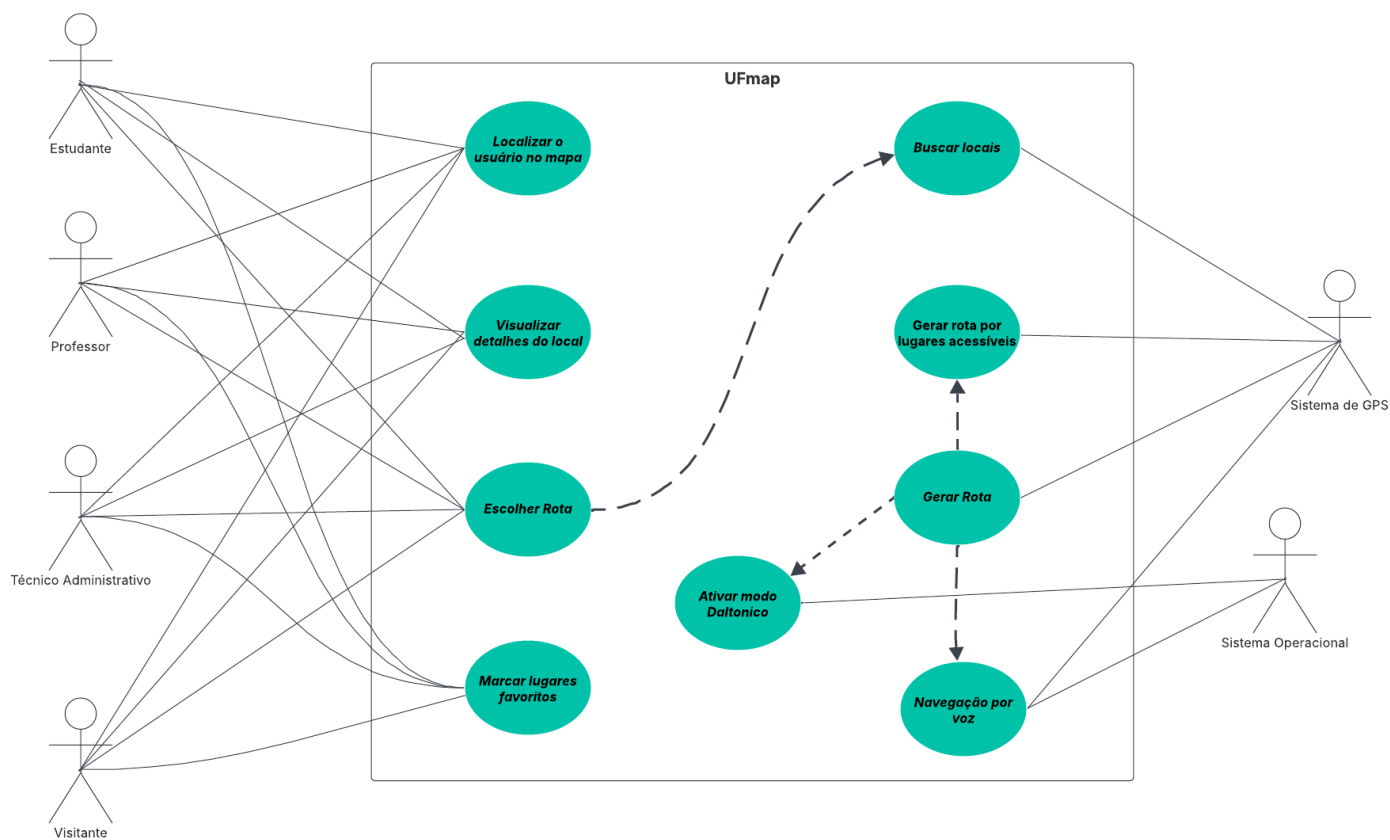 UFmap
Estudante
Localizar o
usuário no mapa
Buscar locais
Professor
Visualizar
detalhes do local
Gerar rota por
lugares acessíveis
Sistema de GPS
Técnico Administrativo
Escolher Rota
Gerar Rota
Ativar modo
Daltonico
Sistema Operacional
Marcar lugares
favoritos
Navegação por
voz
Visitante